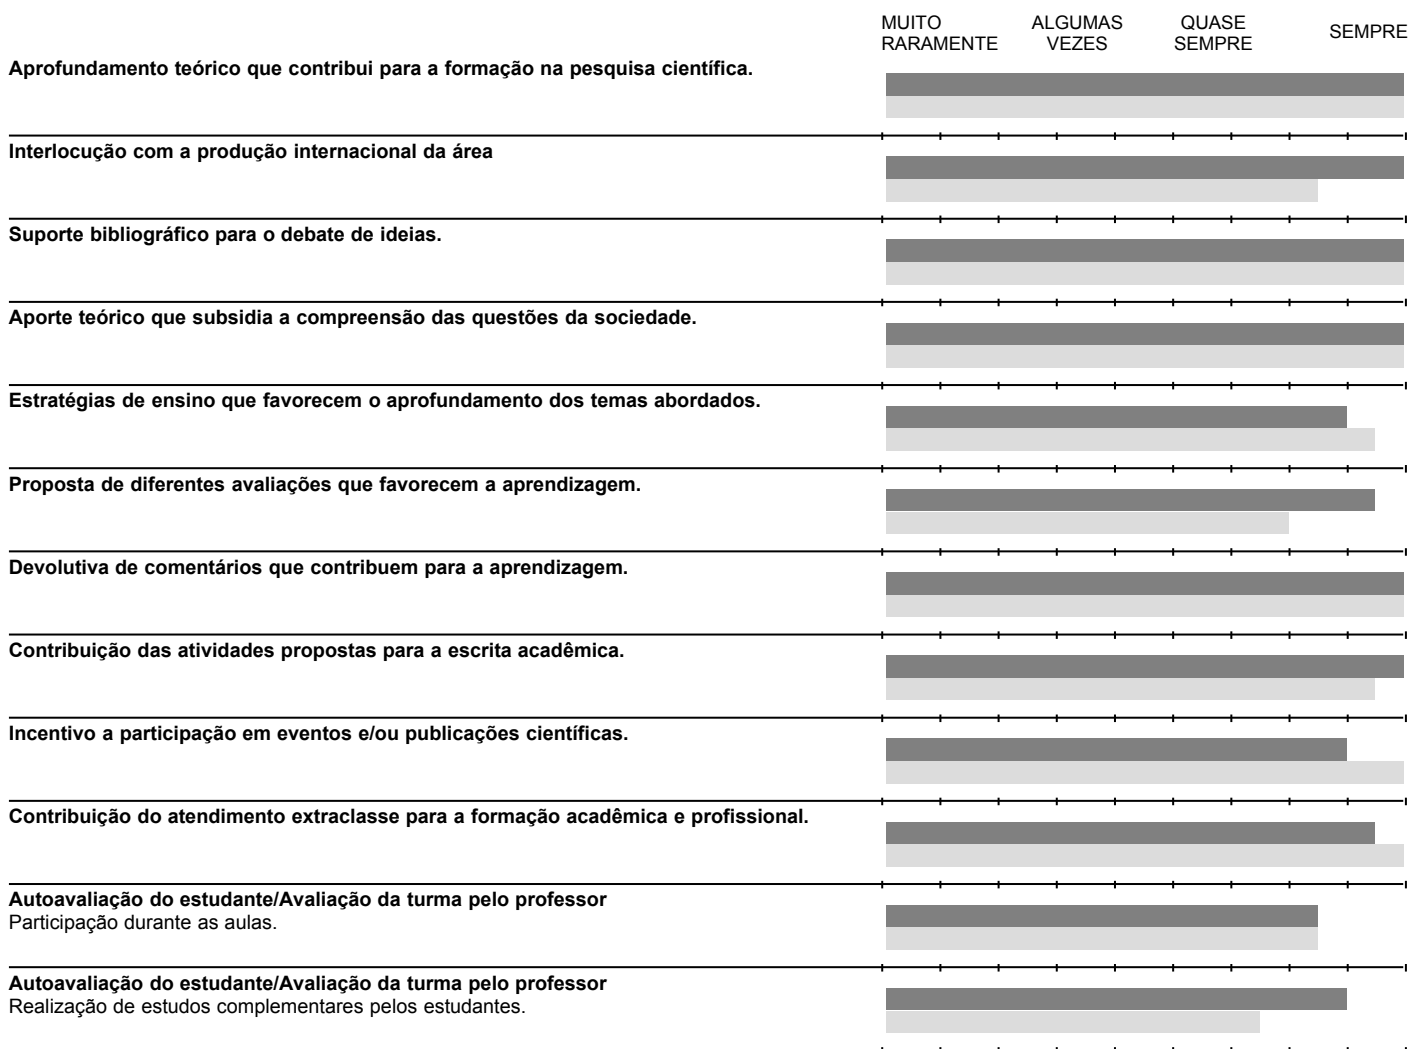 MUITO
RARAMENTE
ALGUMAS
VEZES
QUASE
SEMPRE
SEMPRE
Aprofundamento teórico que contribui para a formação na pesquisa científica.
Interlocução com a produção internacional da área
Suporte bibliográfico para o debate de ideias.
Aporte teórico que subsidia a compreensão das questões da sociedade.
Estratégias de ensino que favorecem o aprofundamento dos temas abordados.
Proposta de diferentes avaliações que favorecem a aprendizagem.
Devolutiva de comentários que contribuem para a aprendizagem.
Contribuição das atividades propostas para a escrita acadêmica.
Incentivo a participação em eventos e/ou publicações científicas.
Contribuição do atendimento extraclasse para a formação acadêmica e profissional.
Autoavaliação do estudante/Avaliação da turma pelo professor
Participação durante as aulas.
Autoavaliação do estudante/Avaliação da turma pelo professor
Realização de estudos complementares pelos estudantes.